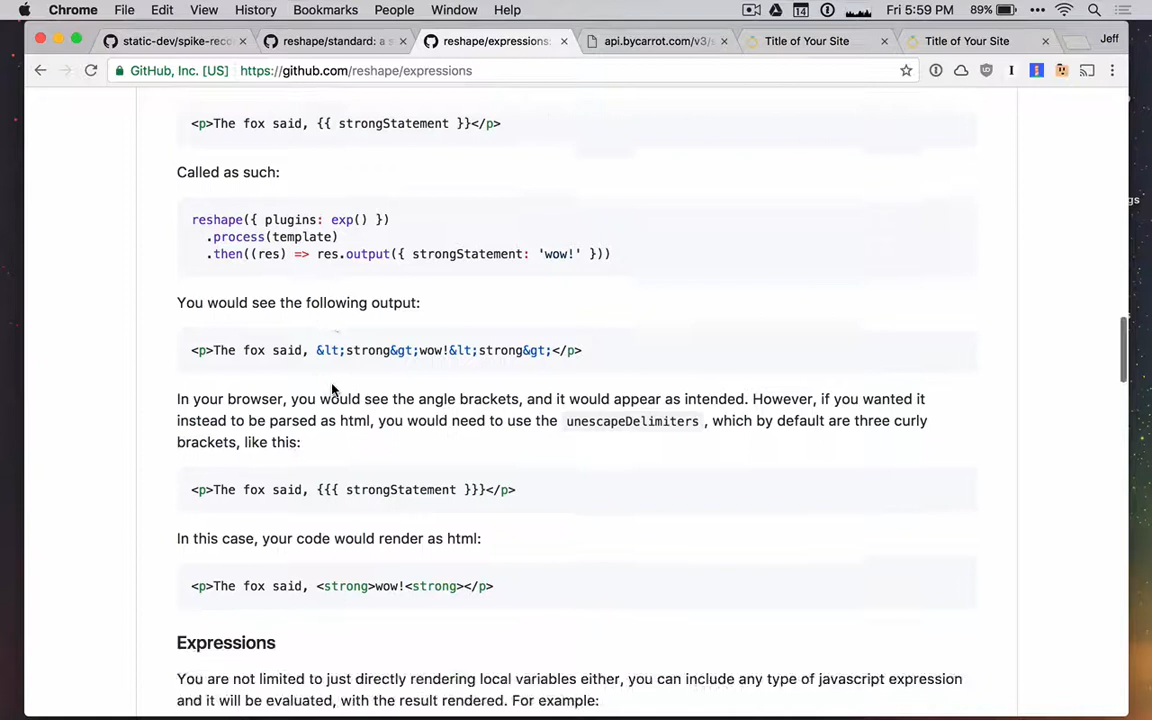 Chrome File Edit View History Bookmarks People Window Help 14 Fri 5:59 PM 89%
static-dev/spike-reco × reshape/standard: a s × reshape/expressions: × api.bycarrot.com/v3/s × Title of Your Site × Title of Your Site × Jeff
GitHub, Inc. [US] https://github.com/reshape/expressions
<p>The fox said, {{ strongStatement }}</p>
Called as such:
reshape({ plugins: exp() })
.process(template)
.then((res) => res.output({ strongStatement: 'wow!' }))
You would see the following output:
<p>The fox said, &lt;strong&gt;wow!&lt;strong&gt;</p>
In your browser, you would see the angle brackets, and it would appear as intended. However, if you wanted it
instead to be parsed as html, you would need to use the unescapeDelimiters , which by default are three curly
brackets, like this:
<p>The fox said, {{{ strongStatement }}}</p>
In this case, your code would render as html:
<p>The fox said, <strong>wow!<strong></p>
Expressions
You are not limited to just directly rendering local variables either, you can include any type of javascript expression
and it will be evaluated, with the result rendered. For example: